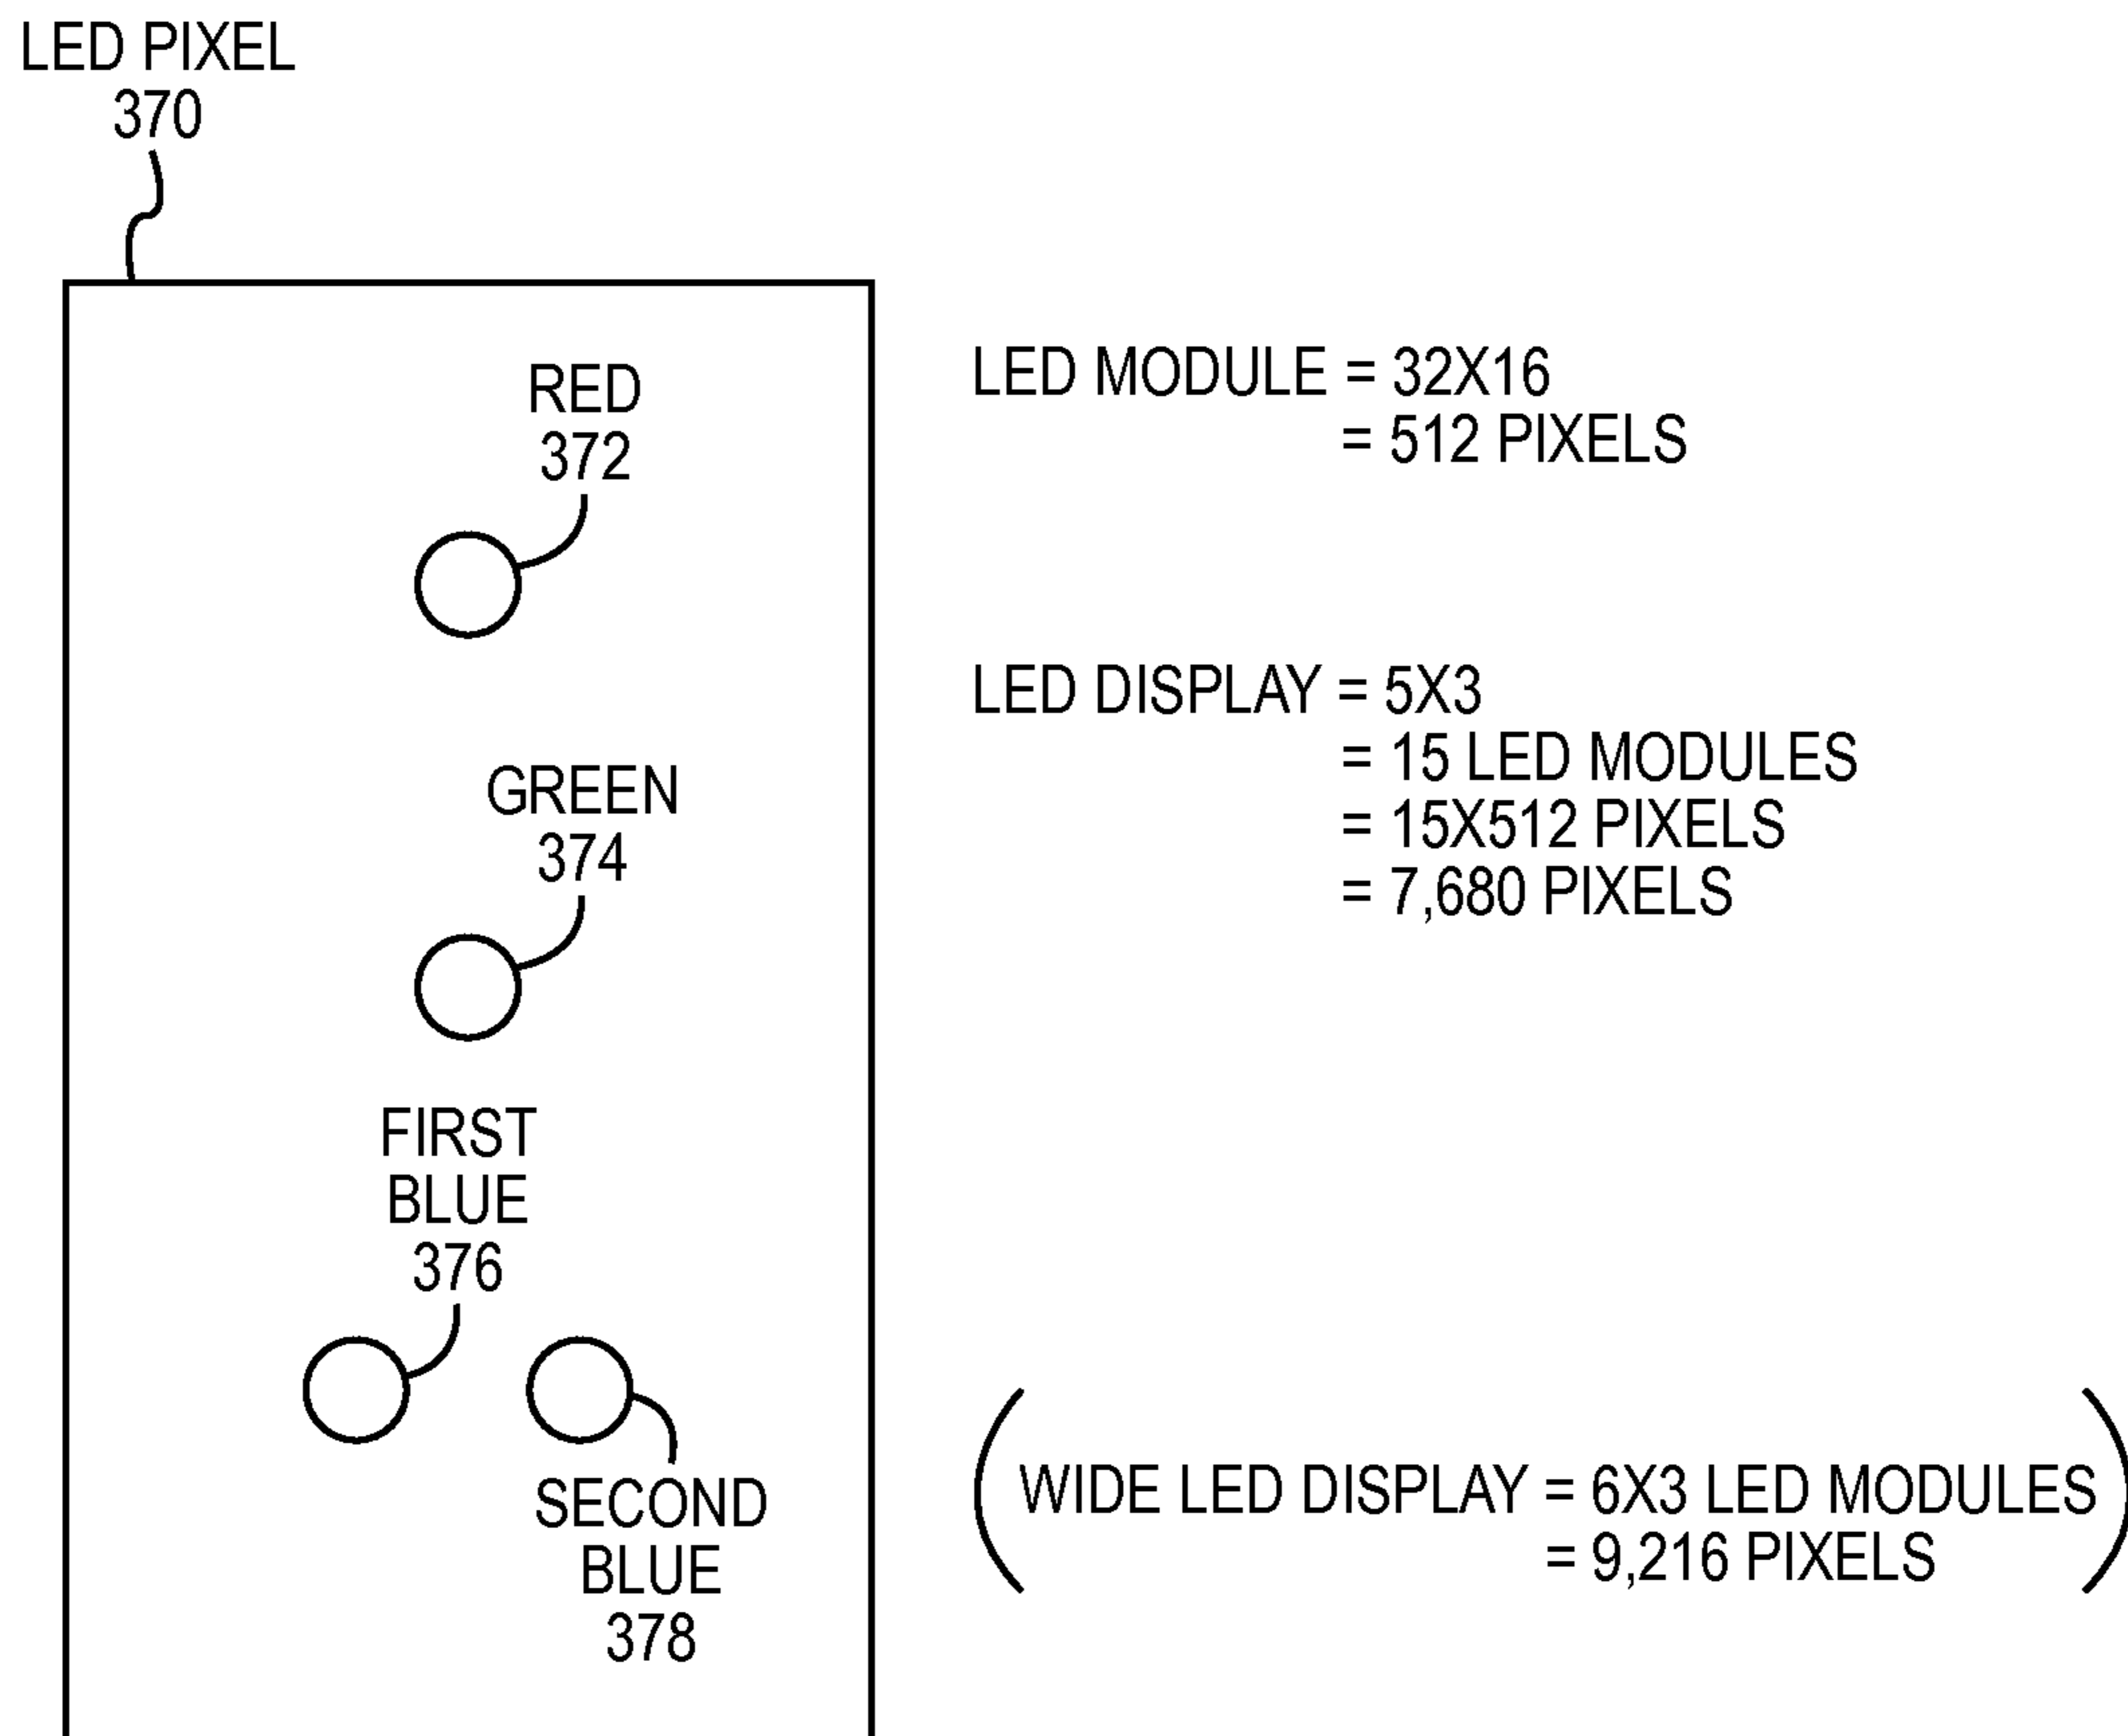 LED PIXEL
370
RED
372
GREEN
374
FIRST
BLUE
376
SECOND
BLUE
378
LED MODULE = 32X16
= 512 PIXELS
LED DISPLAY = 5X3
= 15 LED MODULES
= 15X512 PIXELS
= 7,680 PIXELS
(WIDE LED DISPLAY = 6X3 LED MODULES
= 9,216 PIXELS)